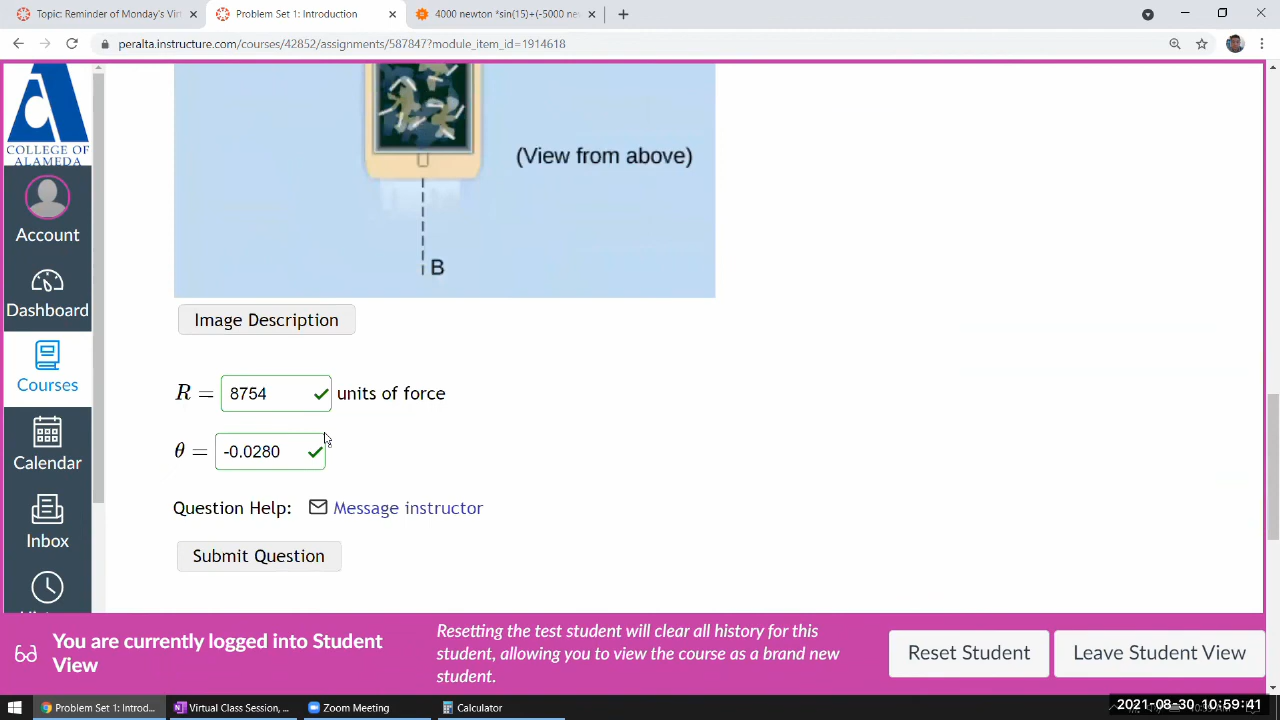 Topic: Reminder of Monday's Vi
Problem Set 1: Introduction
4000 newton *sin(15)+(-5000 ne
peralta.instructure.com/courses/42852/assignments/587847?module_item_id=1914618
COLLEGE OF
ALAMEDA
Account
Dashboard
Courses
Calendar
Inbox
(View from above)
B
Image Description
R = 8754 units of force
θ = -0.0280
Question Help: Message instructor
Submit Question
You are currently logged into Student
View
Resetting the test student will clear all history for this
student, allowing you to view the course as a brand new
student.
Reset Student
Leave Student View
Problem Set 1: Introd...
Virtual Class Session, ...
Zoom Meeting
Calculator
2021-08-30 10:59:41